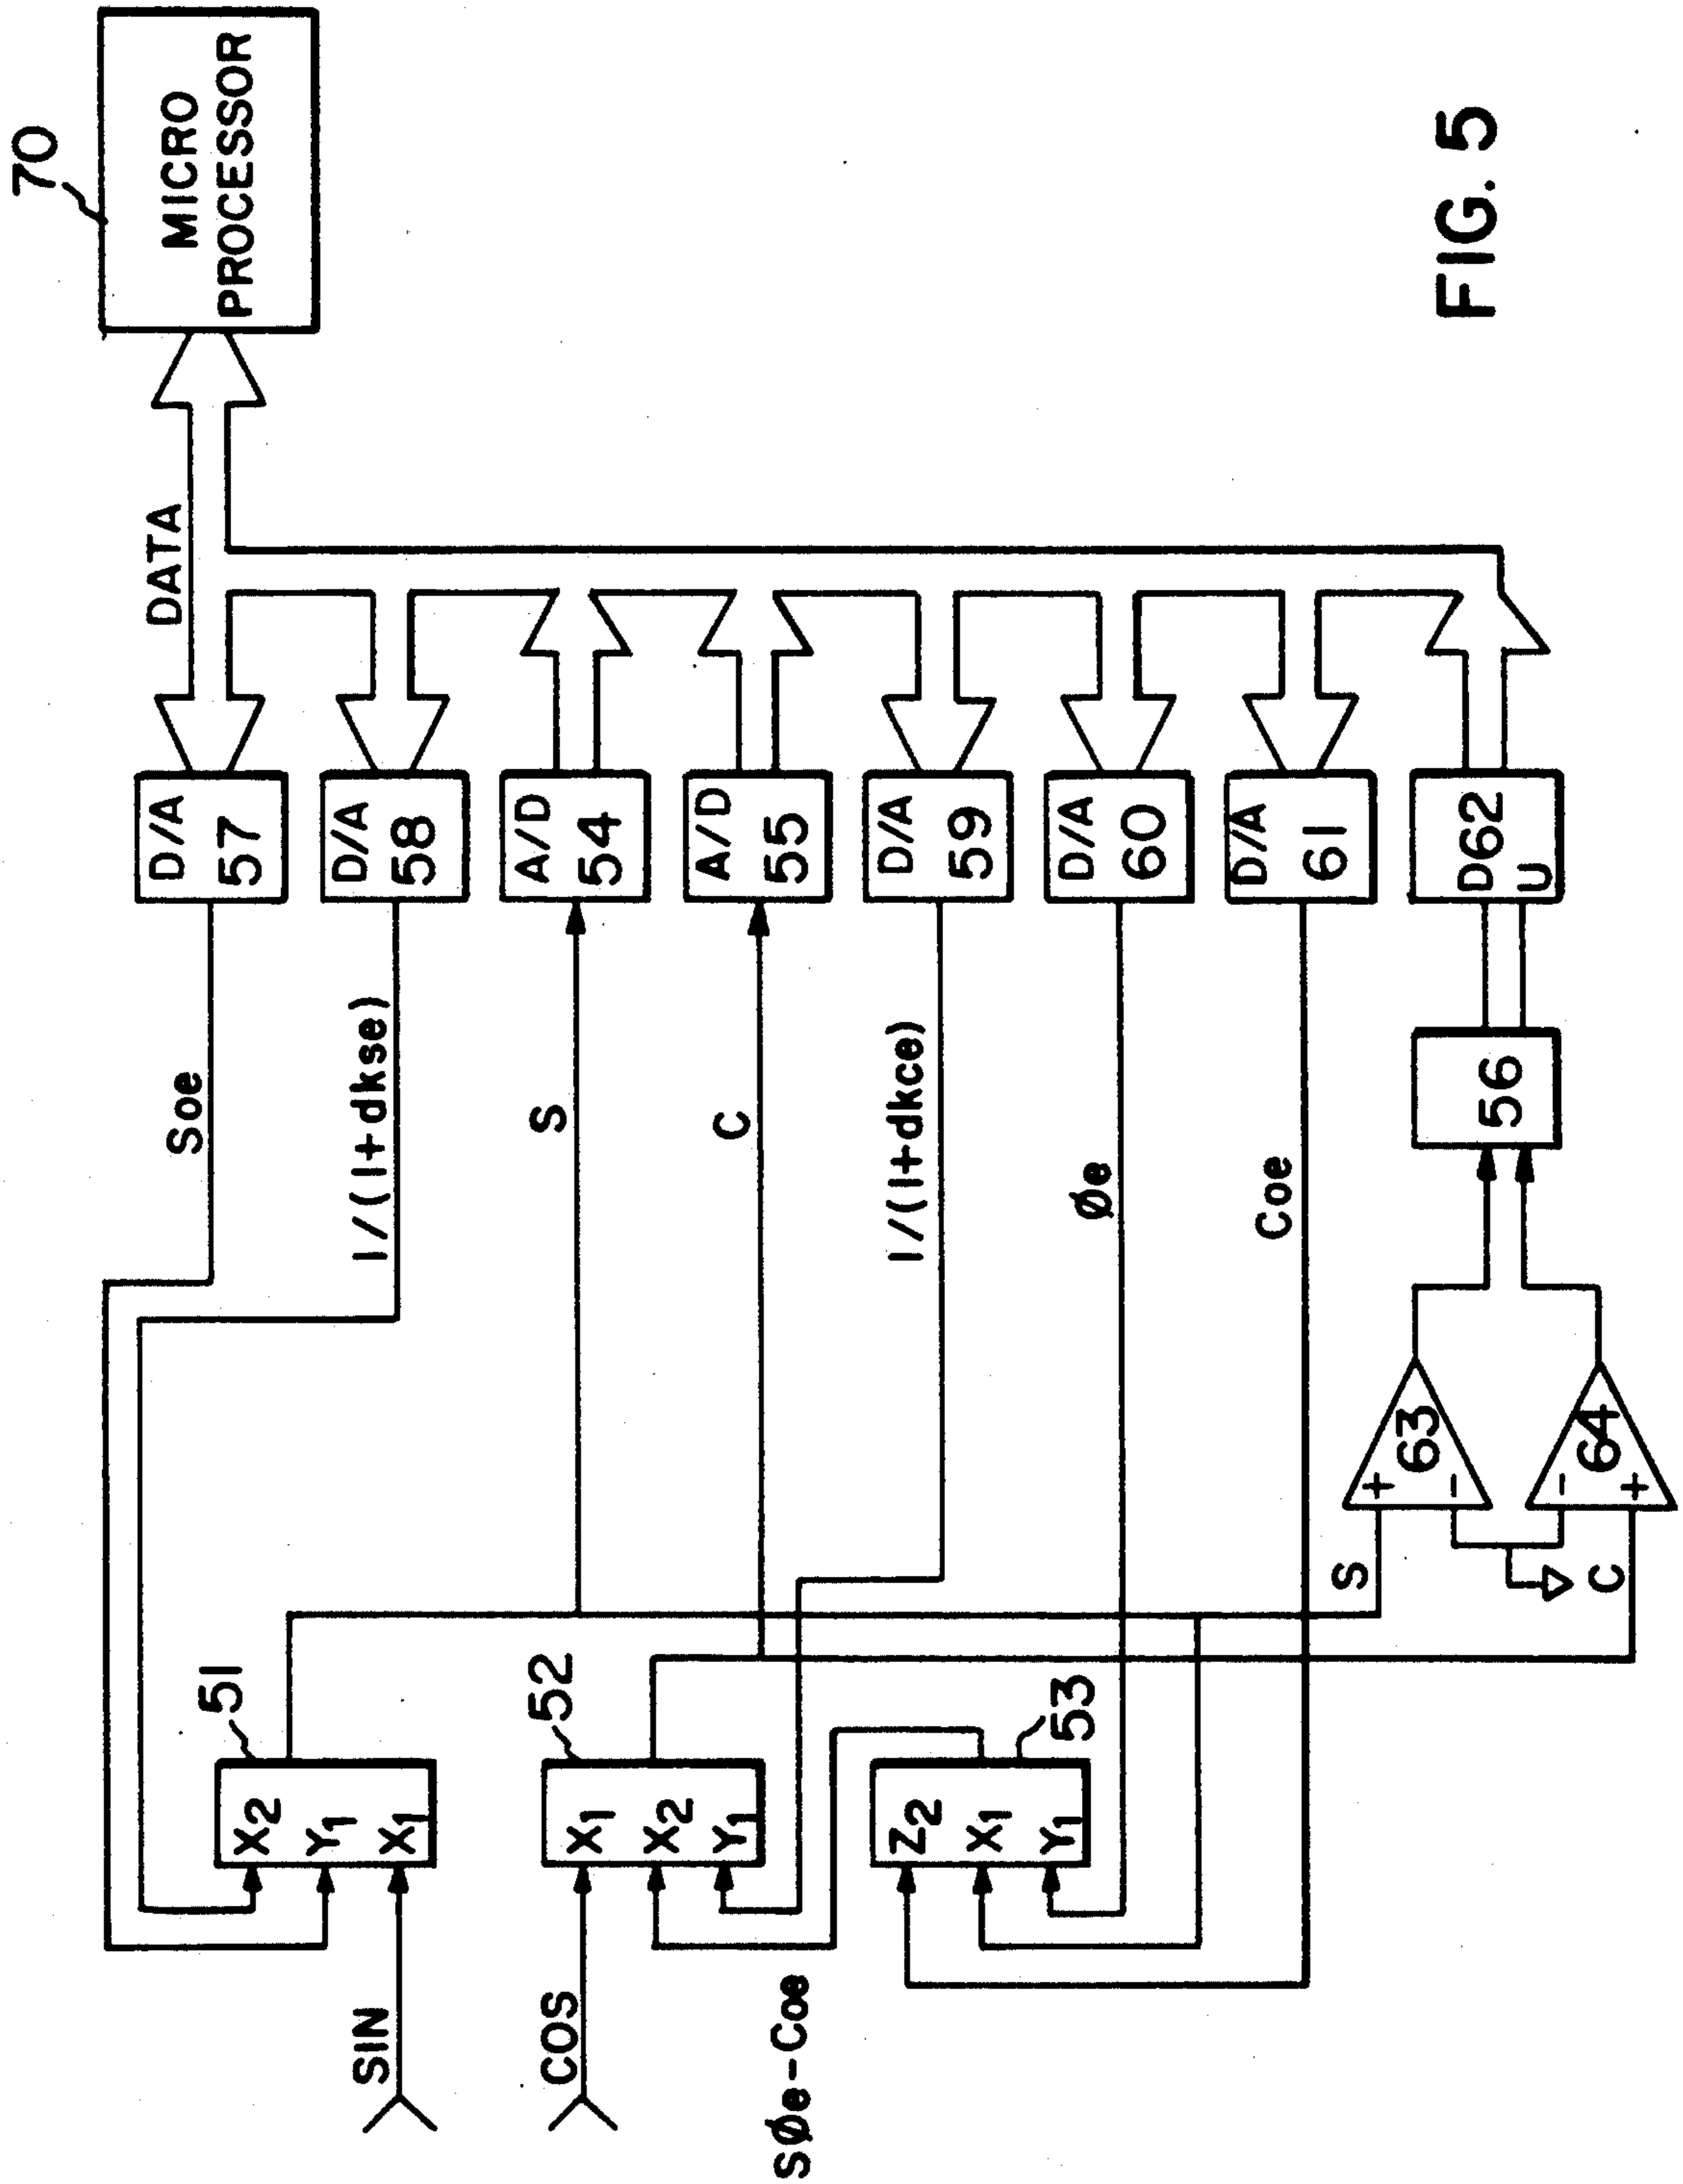 70
MICRO
PROCESSOR
DATA
D/A
57
D/A
58
A/D
54
A/D
55
D/A
59
D/A
60
D/A
61
D62
U
Soe
1/(1+dkse)
S
C
1/(1+dkce)
Øe
Coe
56
+
63
-
-
64
+
S
C
51
X2
Y1
X1
52
X1
X2
Y1
53
Z2
X1
Y1
SIN
COS
SØe-Coe
FIG. 5